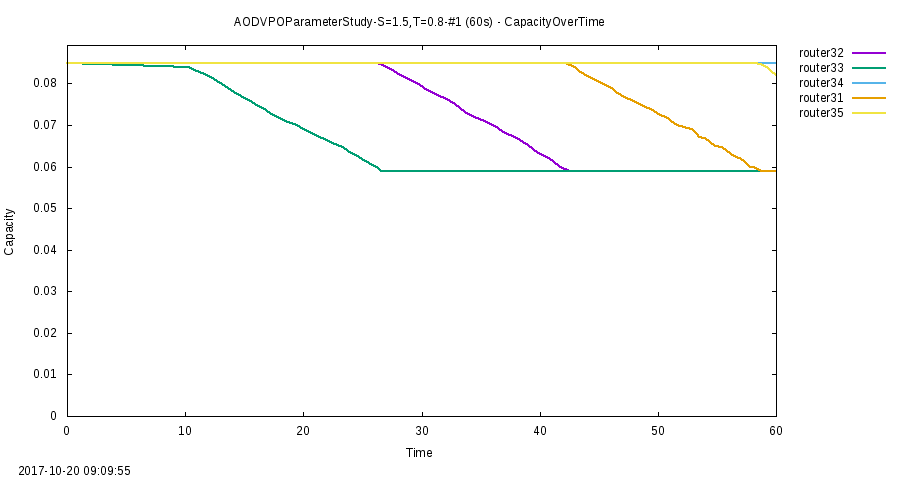 AODVPOParameterStudy-S=1.5,T=0.8-#1 (60s) - CapacityOverTime
router32
router33
router34
router31
router35
0.08
0.07
0.06
0.05
0.04
0.03
0.02
0.01
0
Capacity
0 10 20 30 40 50 60
Time
2017-10-20 09:09:55